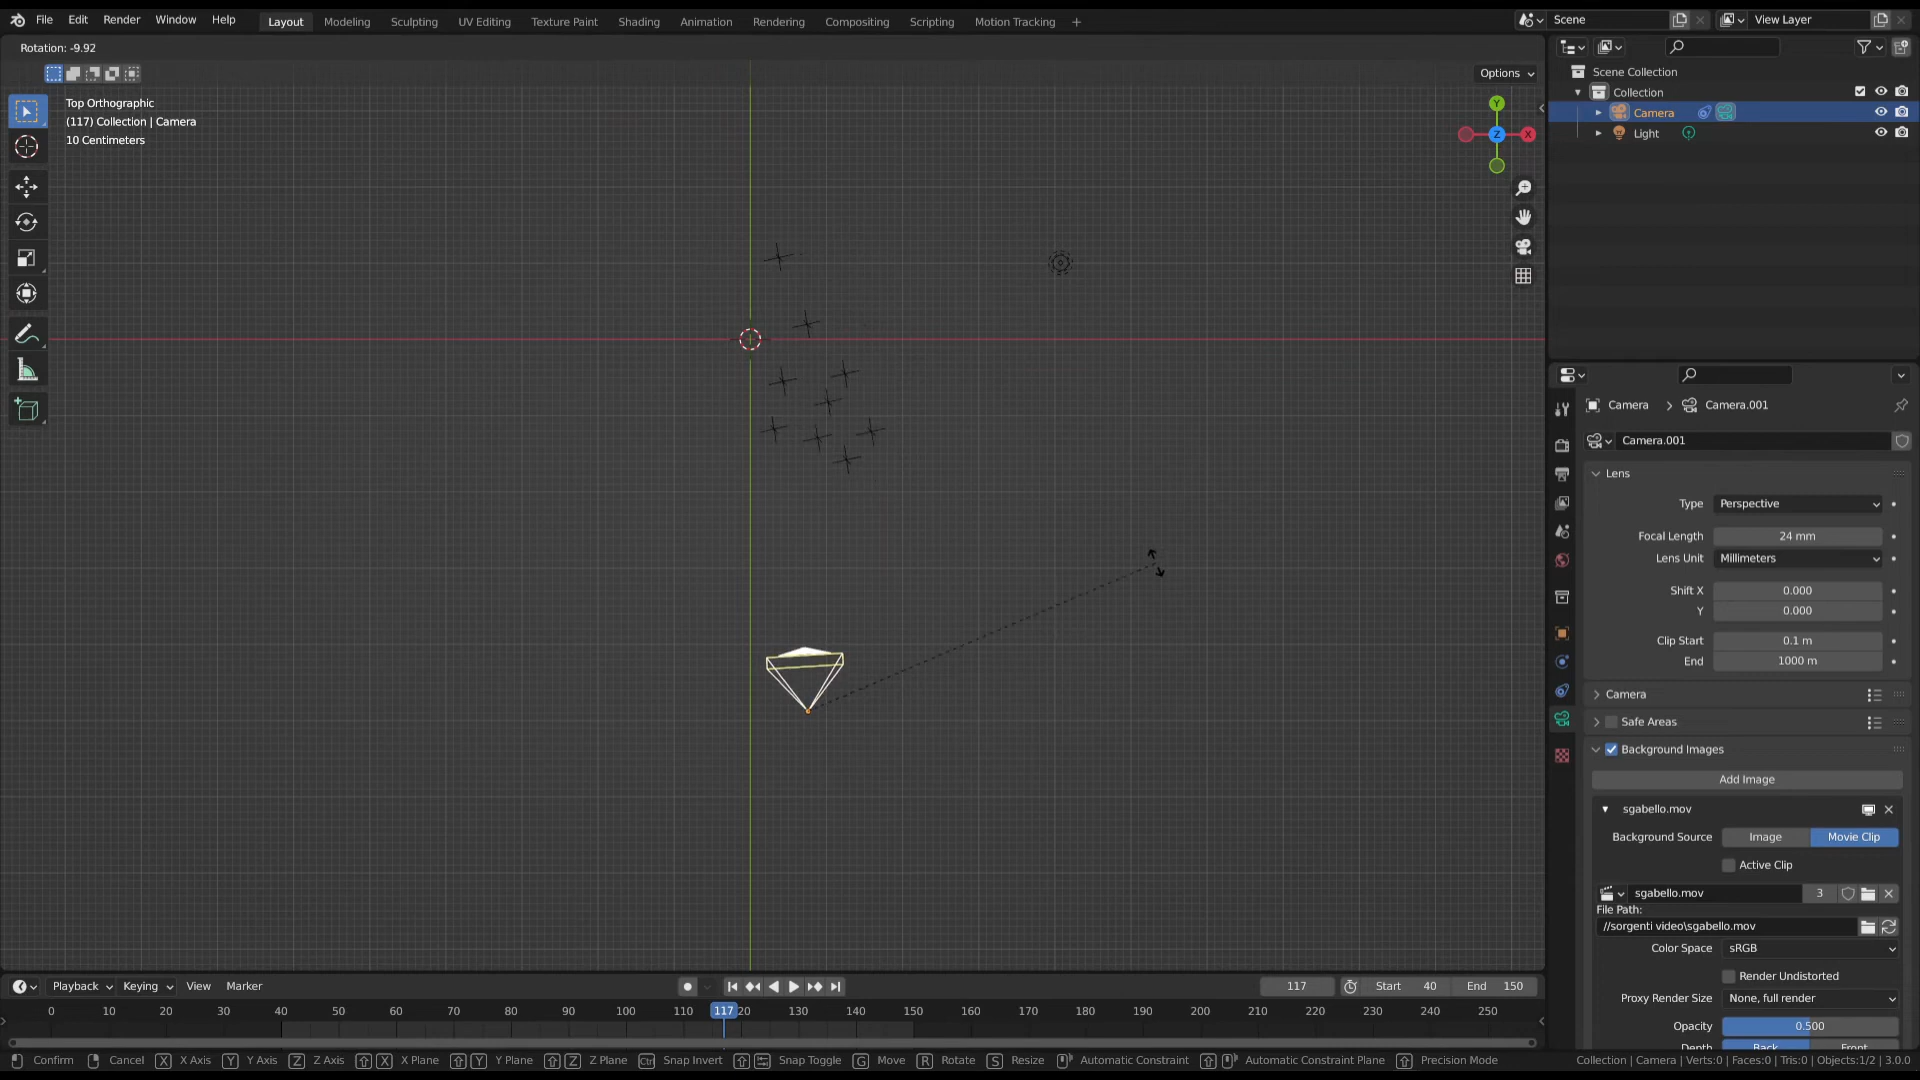 File Edit Render Window Help Layout Modeling Sculpting UV Editing Texture Paint Shading Animation Rendering Compositing Scripting Motion Tracking + Scene View Layer
Rotation: -9.92
Options
Top Orthographic
(117) Collection | Camera
10 Centimeters
Y
Z
X
Scene Collection
Collection
Camera
Light
Camera > Camera.001
Camera.001
Lens
Type Perspective
Focal Length 24 mm
Lens Unit Millimeters
Shift X 0.000
Y 0.000
Clip Start 0.1 m
End 1000 m
Camera
Safe Areas
Background Images
Add Image
sgabello.mov
Background Source Image Movie Clip
Active Clip
sgabello.mov 3
File Path:
//sorgenti video\sgabello.mov
Color Space sRGB
Render Undistorted
Proxy Render Size None, full render
Opacity 0.500
Depth Back Front
Playback Keying View Marker 117 Start 40 End 150
0 10 20 30 40 50 60 70 80 90 100 110 117 20 130 140 150 160 170 180 190 200 210 220 230 240 250
Confirm Cancel X X Axis Y Y Axis Z Z Axis X X Plane Y Y Plane Z Z Plane Ctrl Snap Invert Snap Toggle G Move R Rotate S Resize Automatic Constraint Automatic Constraint Plane Precision Mode Collection | Camera | Verts:0 | Faces:0 | Tris:0 | Objects:1/2 | 3.0.0